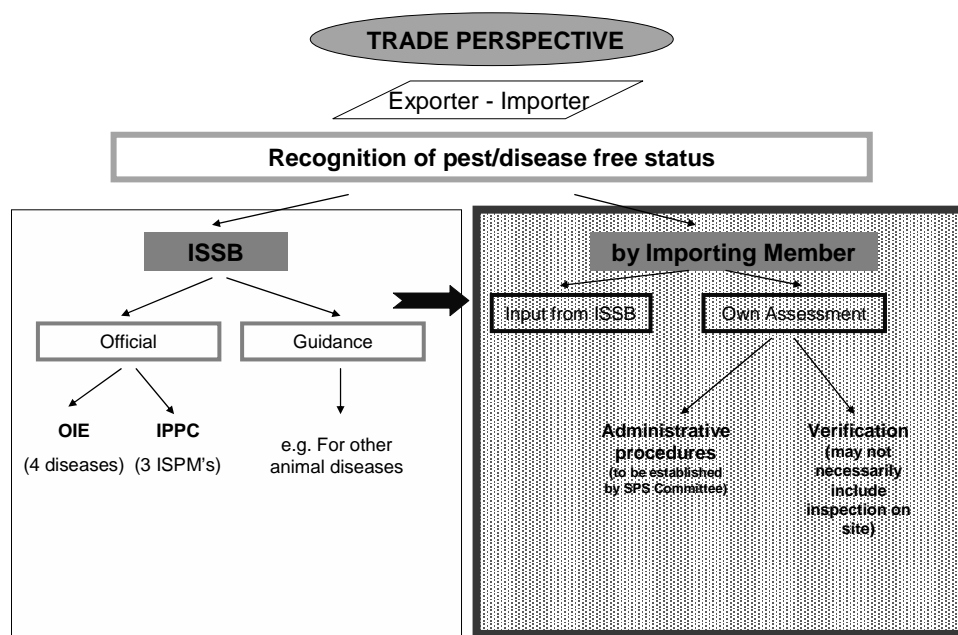 TRADE PERSPECTIVE
Exporter - Importer
Recognition of pest/disease free status
ISSB
by Importing Member
Official
Guidance
Input from ISSB
Own Assessment
OIE
(4 diseases)
IPPC
(3 ISPM's)
e.g. For other
animal diseases
Administrative
procedures
(to be established
by SPS Committee)
Verification
(may not
necessarily
include
inspection on
site)